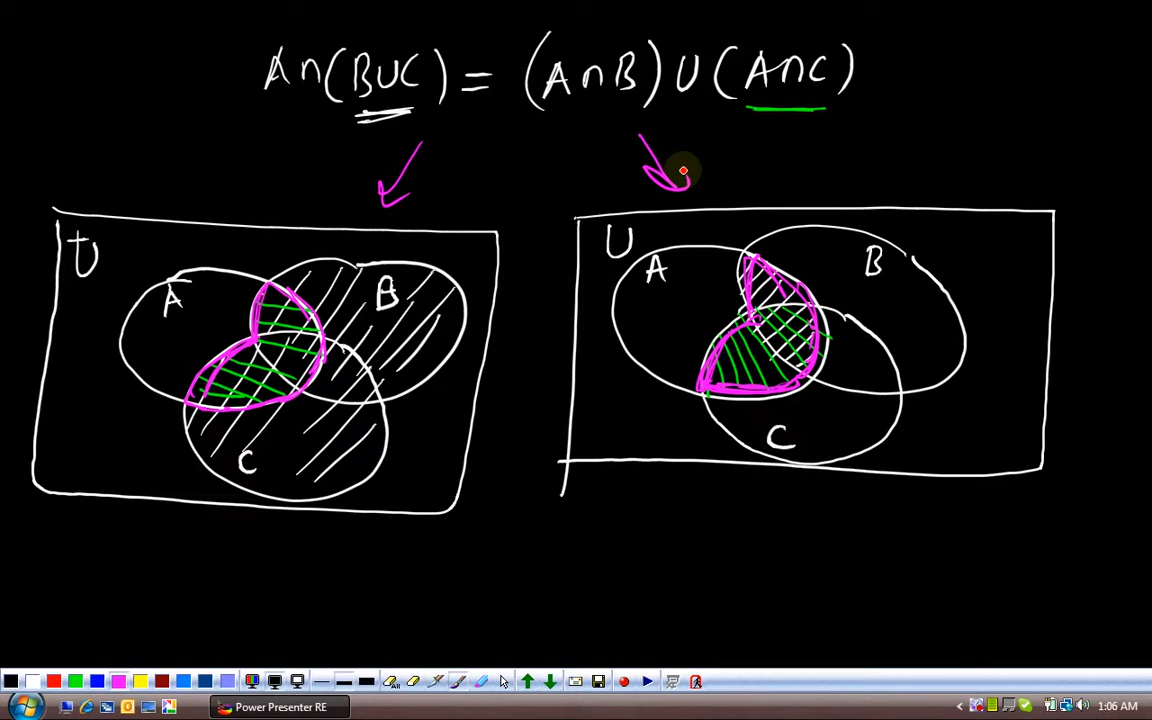 A∩(B∪C) = (A∩B)∪(A∩C)
U
A
B
C
U
A
B
C
Power Presenter RE
1:06 AM